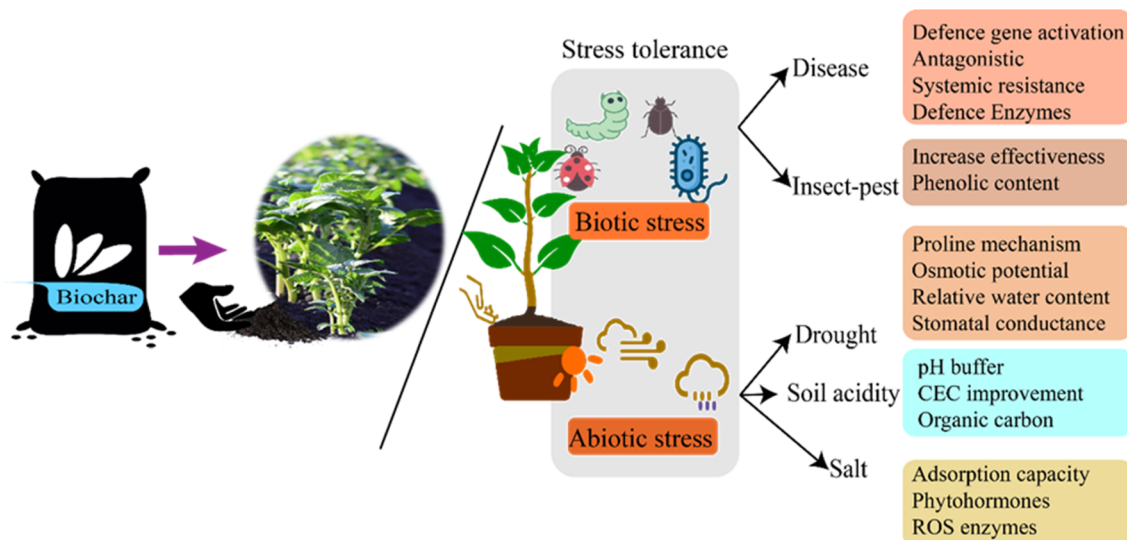 Biochar
Stress tolerance
Biotic stress
Abiotic stress
Disease
Insect-pest
Drought
Soil acidity
Salt
Defence gene activation
Antagonistic
Systemic resistance
Defence Enzymes
Increase effectiveness
Phenolic content
Proline mechanism
Osmotic potential
Relative water content
Stomatal conductance
pH buffer
CEC improvement
Organic carbon
Adsorption capacity
Phytohormones
ROS enzymes